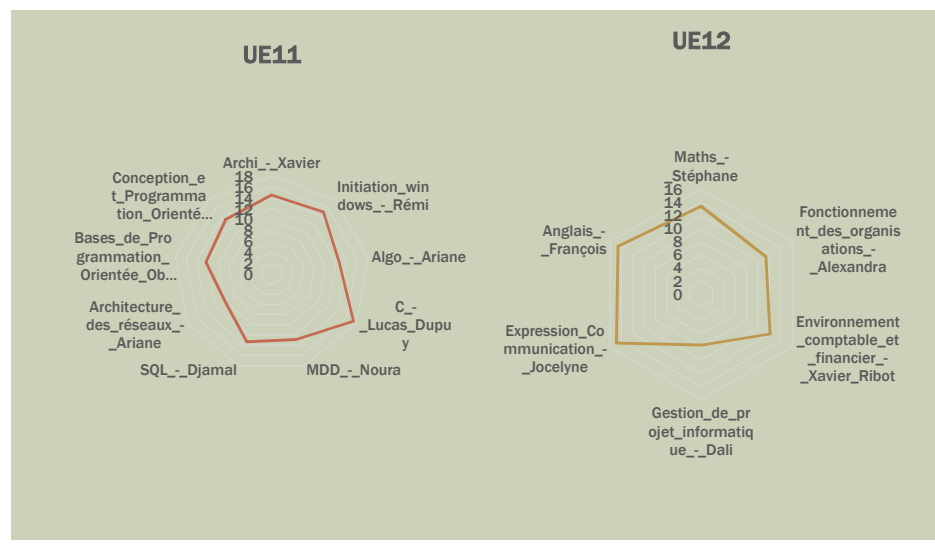 UE11
Archi_-_Xavier
Initiation_win
dows_-_Rémi
Algo_-_Ariane
C_-
_Lucas_Dupu
y
MDD_-_Noura
SQL_-_Djamal
Architecture_
des_réseaux_-
_Ariane
Bases_de_Pro
grammation_
Orientée_Ob...
Conception_e
t_Programma
tion_Orienté...
18
16
14
12
10
8
6
4
2
0
UE12
Maths_-
_Stéphane
Fonctionneme
nt_des_organis
ations_-
_Alexandra
Environnement
_comptable_et
_financier_-
_Xavier_Ribot
Gestion_de_pr
ojet_informatiq
ue_-_Dali
Expression_Co
mmunication_-
_Jocelyne
Anglais_-
_François
16
14
12
10
8
6
4
2
0